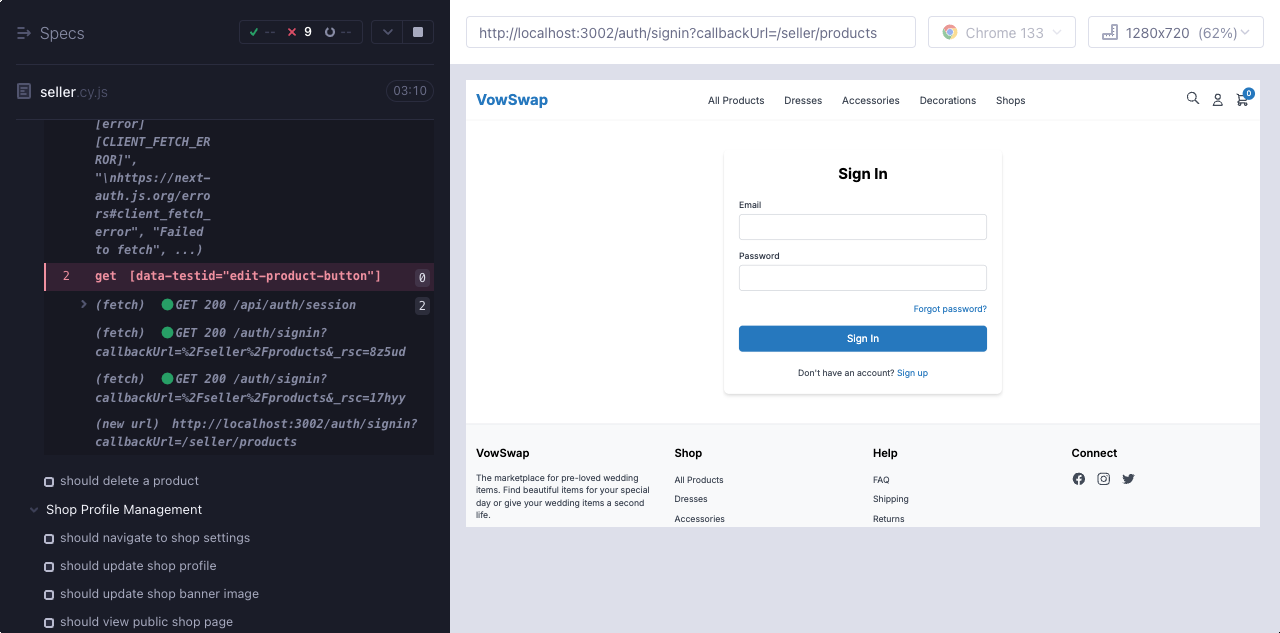 Specs
-- 9 --
seller.cy.js
03:10
[error]
[CLIENT_FETCH_ER
ROR]",
"\nhttps://next-
auth.js.org/erro
rs#client_fetch_
error", "Failed
to fetch", ...)
2 get [data-testid="edit-product-button"] 0
(fetch) GET 200 /api/auth/session 2
(fetch) GET 200 /auth/signin?
callbackUrl=%2Fseller%2Fproducts&_rsc=8z5ud
(fetch) GET 200 /auth/signin?
callbackUrl=%2Fseller%2Fproducts&_rsc=17hyy
(new url) http://localhost:3002/auth/signin?
callbackUrl=/seller/products
should delete a product
Shop Profile Management
should navigate to shop settings
should update shop profile
should update shop banner image
should view public shop page
http://localhost:3002/auth/signin?callbackUrl=/seller/products
Chrome 133
1280x720 (62%)
VowSwap
All Products Dresses Accessories Decorations Shops
0
Sign In
Email
Password
Forgot password?
Sign In
Don't have an account? Sign up
VowSwap
The marketplace for pre-loved wedding
items. Find beautiful items for your special
day or give your wedding items a second
life.
Shop
All Products
Dresses
Accessories
Help
FAQ
Shipping
Returns
Connect